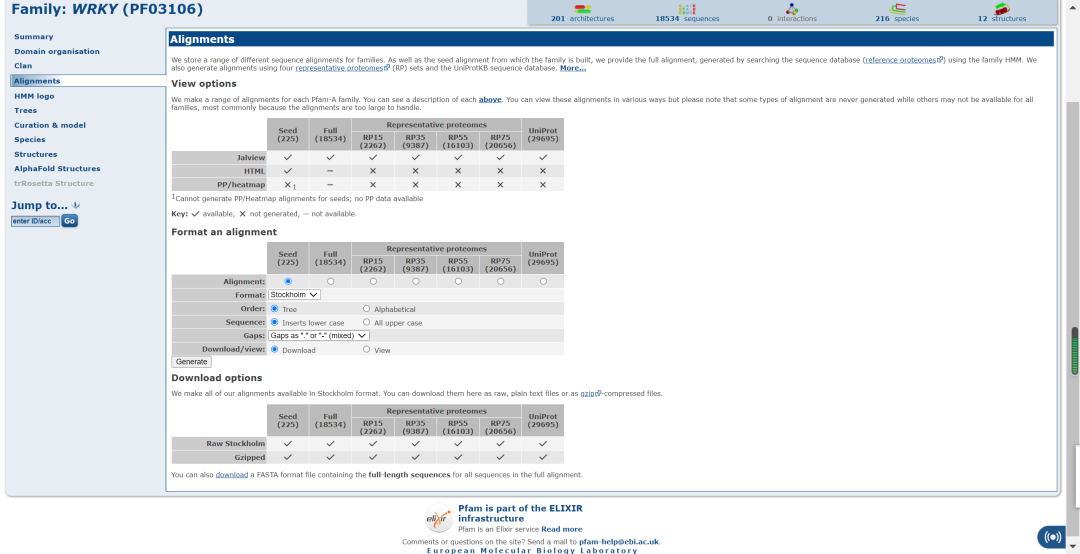 Family: WRKY (PF03106)
201 architectures
18534 sequences
0 interactions
216 species
12 structures
Summary
Domain organisation
Clan
Alignments
HMM logo
Trees
Curation & model
Species
Structures
AlphaFold Structures
trRosetta Structure
Jump to...
enter ID/acc Go
Alignments
We store a range of different sequence alignments for families. As well as the seed alignment from which the family is built, we provide the full alignment, generated by searching the sequence database (reference proteomes) using the family HMM. We
also generate alignments using four representative proteomes (RP) sets and the UniProtKB sequence database. More...
View options
We make a range of alignments for each Pfam-A family. You can see a description of each above. You can view these alignments in various ways but please note that some types of alignment are never generated while others may not be available for all
families, most commonly because the alignments are too large to handle.
Seed (225) Full (18534) Representative proteomes UniProt (29695)
RP15 (2262) RP35 (9387) RP55 (16103) RP75 (20656)
Jalview ✓ ✓ ✓ ✓ ✓ ✓ ✓
HTML ✓ − ✕ ✕ ✕ ✕ ✕
PP/heatmap ✕1 − ✕ ✕ ✕ ✕ ✕
1Cannot generate PP/Heatmap alignments for seeds; no PP data available
Key: ✓ available, ✕ not generated, − not available.
Format an alignment
Seed (225) Full (18534) Representative proteomes UniProt (29695)
RP15 (2262) RP35 (9387) RP55 (16103) RP75 (20656)
Alignment:
Format: Stockholm
Order: Tree Alphabetical
Sequence: Inserts lower case All upper case
Gaps: Gaps as "." or "-" (mixed)
Download/view: Download View
Generate
Download options
We make all of our alignments available in Stockholm format. You can download them here as raw, plain text files or as gzip-compressed files.
Seed (225) Full (18534) Representative proteomes UniProt (29695)
RP15 (2262) RP35 (9387) RP55 (16103) RP75 (20656)
Raw Stockholm ✓ ✓ ✓ ✓ ✓ ✓ ✓
Gzipped ✓ ✓ ✓ ✓ ✓ ✓ ✓
You can also download a FASTA format file containing the full-length sequences for all sequences in the full alignment.
elixir
Pfam is part of the ELIXIR
infrastructure
Pfam is an Elixir service Read more
Comments or questions on the site? Send a mail to pfam-help@ebi.ac.uk.
European Molecular Biology Laboratory